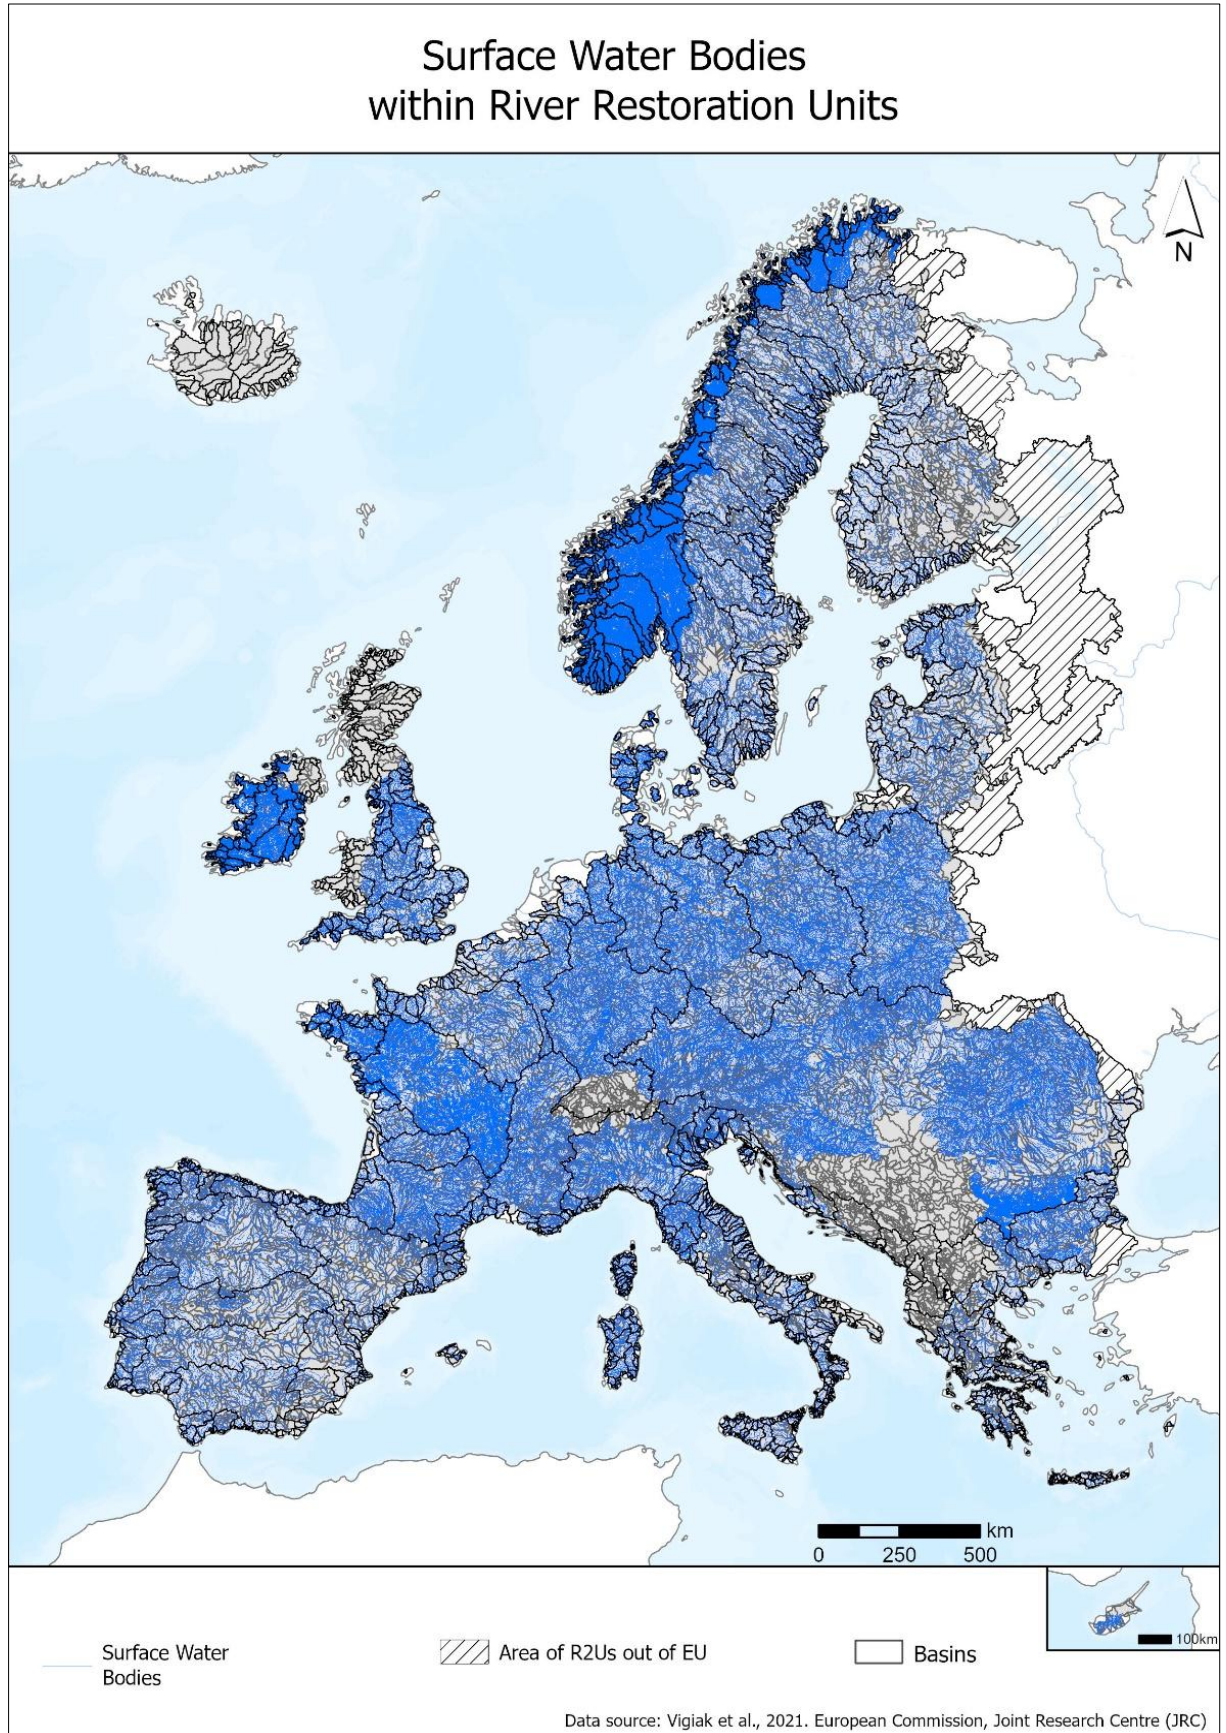 Surface Water Bodies
within River Restoration Units
N
km
0 250 500
100km
Surface Water
Bodies
Area of R2Us out of EU
Basins
Data source: Vigiak et al., 2021. European Commission, Joint Research Centre (JRC)